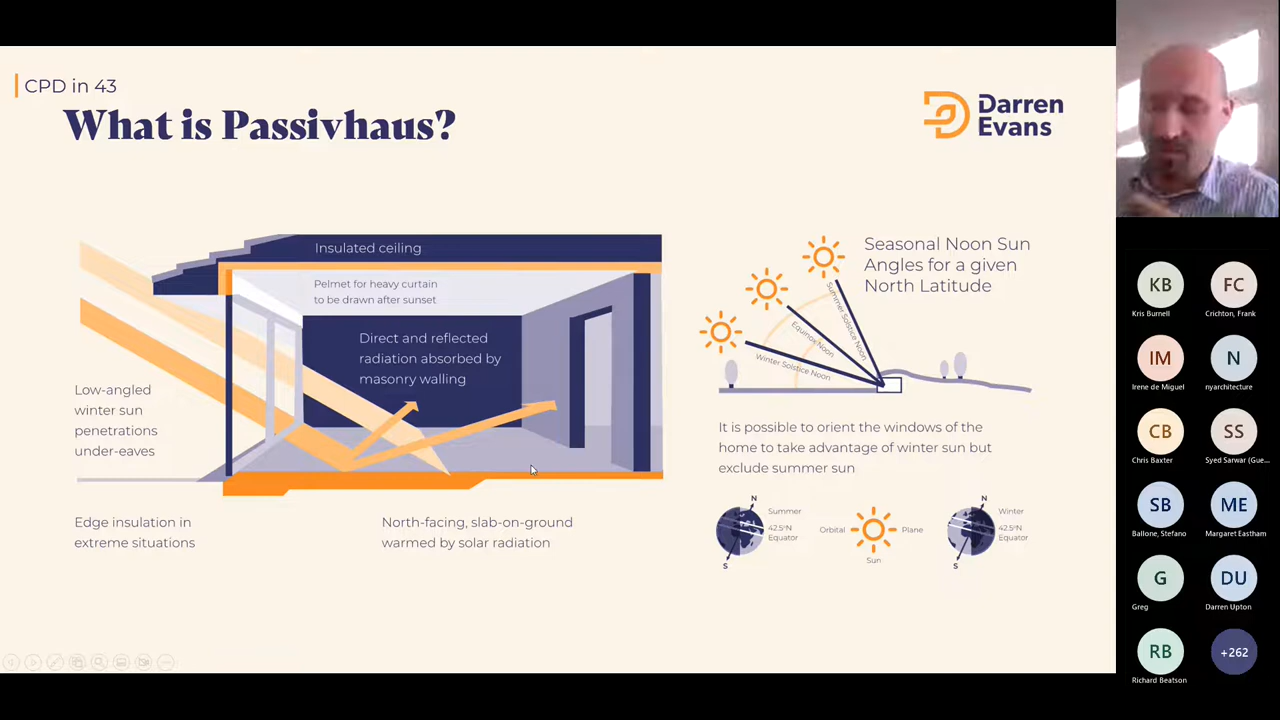 CPD in 43
What is Passivhaus?
Darren
Evans
Insulated ceiling
Pelmet for heavy curtain
to be drawn after sunset
Direct and reflected
radiation absorbed by
masonry walling
Low-angled
winter sun
penetrations
under-eaves
Edge insulation in
extreme situations
North-facing, slab-on-ground
warmed by solar radiation
Seasonal Noon Sun
Angles for a given
North Latitude
Summer Solstice Noon
Equinox Noon
Winter Solstice Noon
It is possible to orient the windows of the
home to take advantage of winter sun but
exclude summer sun
N
Summer
42.5°N
Equator
S
Orbital
Plane
Sun
N
Winter
42.5°N
Equator
S
KB
Kris Burnell
FC
Crichton, Frank
IM
Irene de Miguel
N
nyarchitecture
CB
Chris Baxter
SS
Syed Sarwar (Gue...
SB
Ballone, Stefano
ME
Margaret Eastham
G
Greg
DU
Darren Upton
RB
Richard Beatson
+262